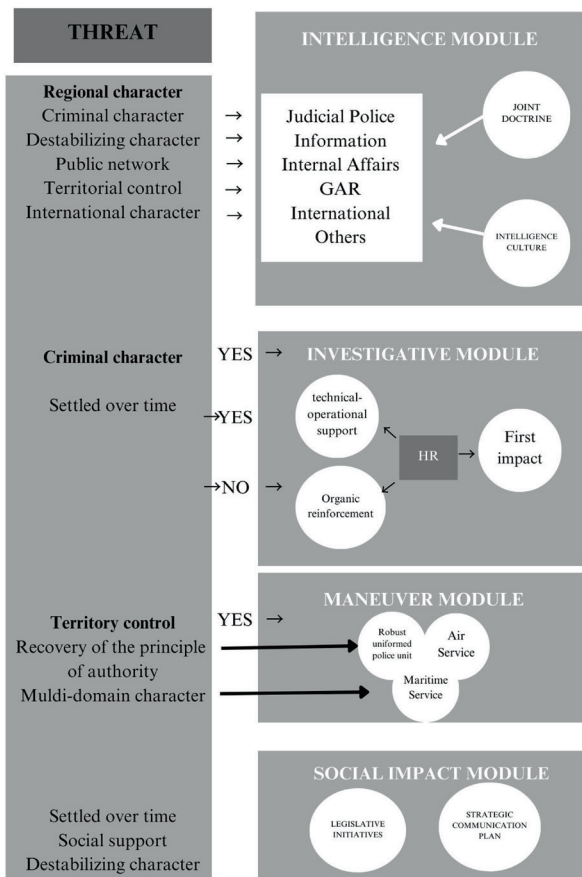 THREAT
Regional character
Criminal character
Destabilizing character
Public network
Territorial control
International character
→
→
→
→
→
INTELLIGENCE MODULE
Judicial Police
Information
Internal Affairs
GAR
International
Others
JOINT
DOCTRINE
INTELLIGENCE
CULTURE
Criminal character
YES →
Settled over time
→YES
→NO →
INVESTIGATIVE MODULE
technical-
operational
support
HR
First
impact
Organic
reinforcement
Territory control
YES →
Recovery of the principle
of authority
Muldi-domain character
MANEUVER MODULE
Robust
uniformed
police unit
Air
Service
Maritime
Service
Settled over time
Social support
Destabilizing character
SOCIAL IMPACT MODULE
LEGISLATIVE
INITIATIVES
STRATEGIC
COMMUNICATION
PLAN